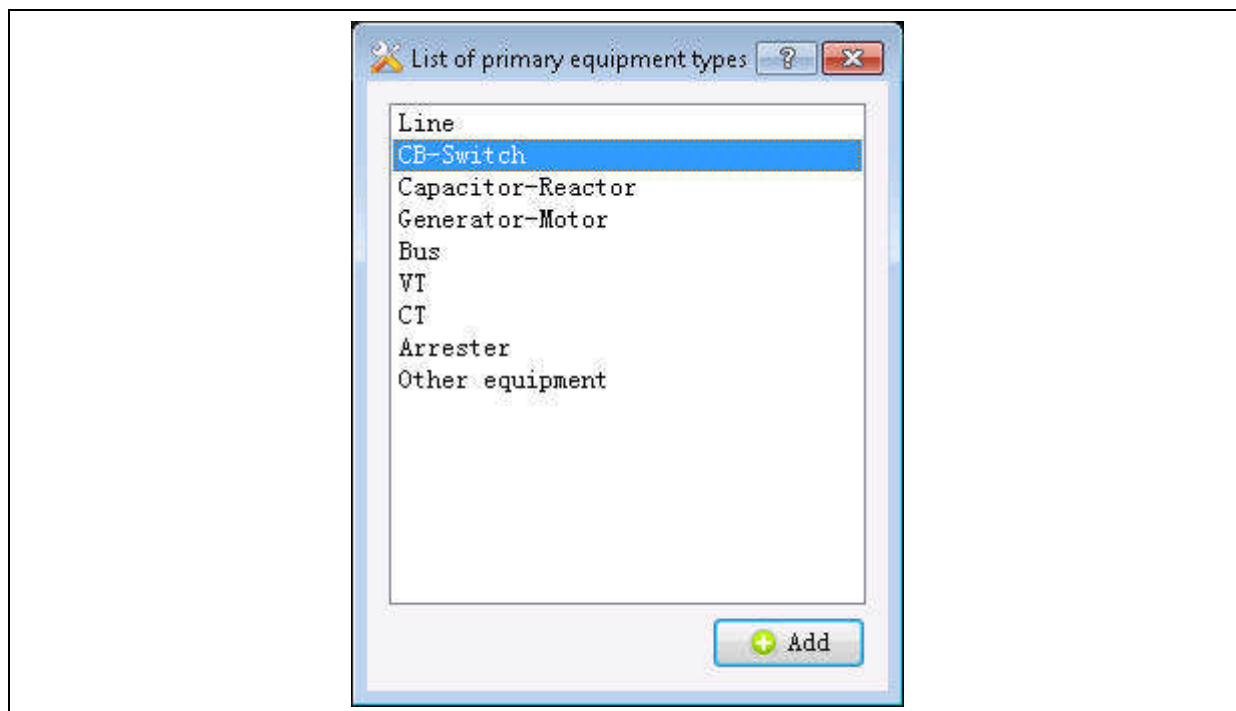 List of primary equipment types
Line
CB-Switch
Capacitor-Reactor
Generator-Motor
Bus
VT
CT
Arrester
Other equipment
Add